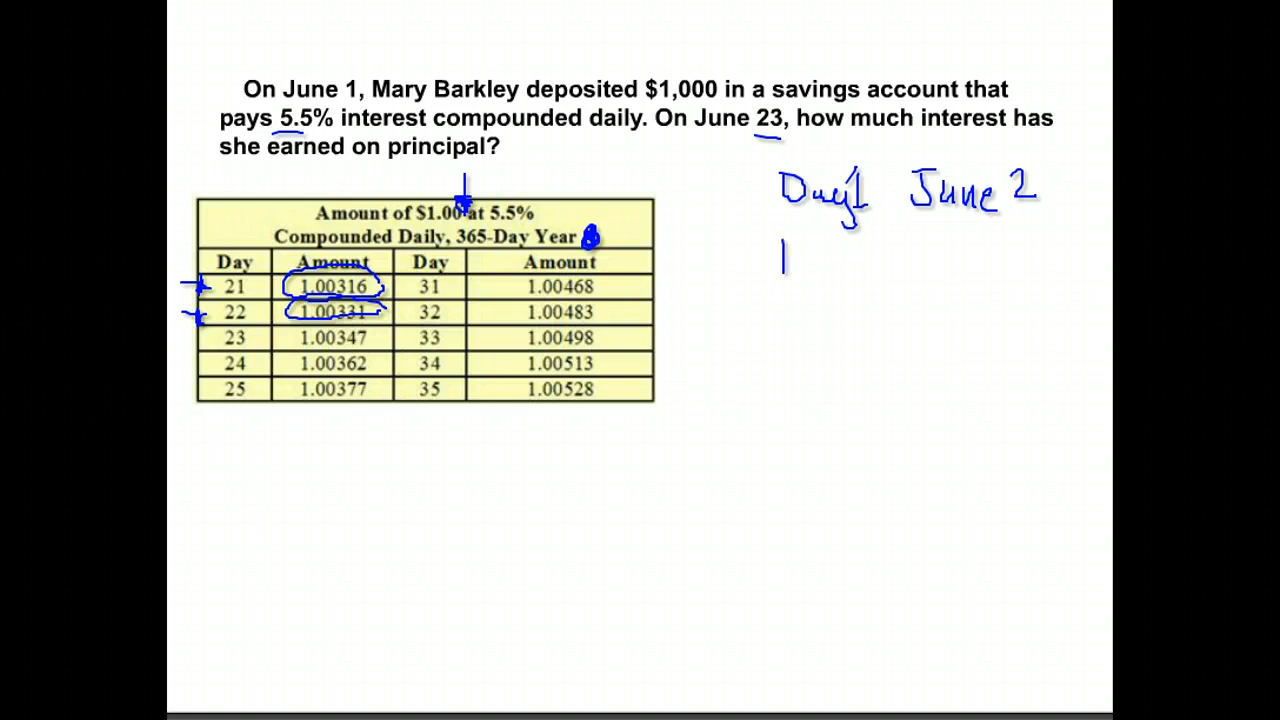 On June 1, Mary Barkley deposited $1,000 in a savings account that
pays 5.5% interest compounded daily. On June 23, how much interest has
she earned on principal?
Day 1 June 2
Amount of $1.00 at 5.5%
Compounded Daily, 365-Day Year
Day Amount Day Amount
21 1.00316 31 1.00468
22 1.00331 32 1.00483
23 1.00347 33 1.00498
24 1.00362 34 1.00513
25 1.00377 35 1.00528